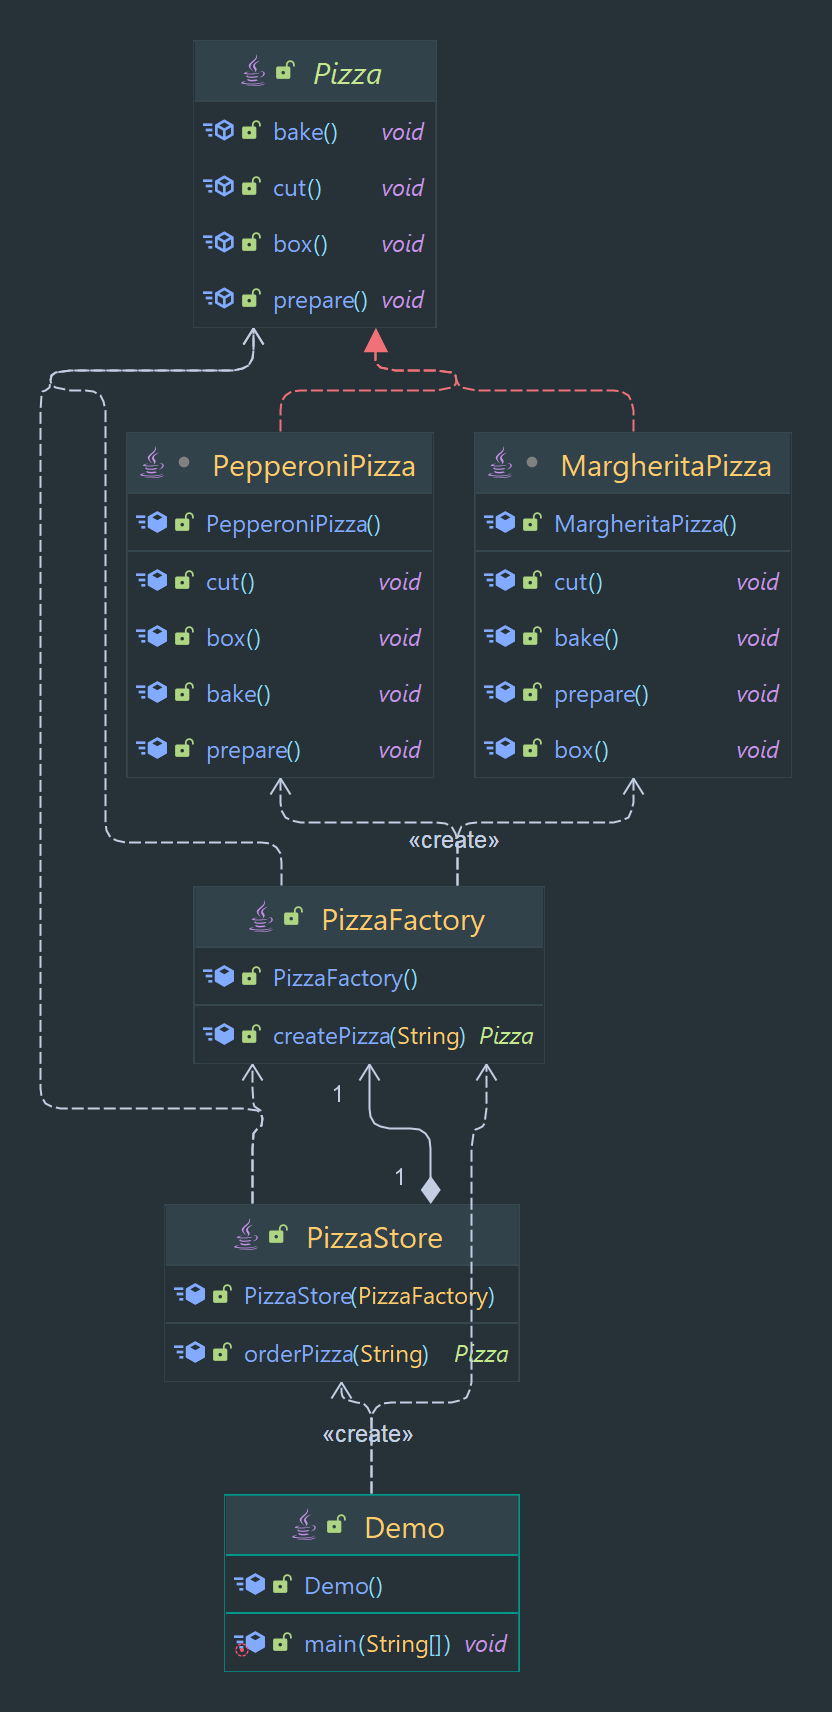 Pizza
bake() void
cut() void
box() void
prepare() void
PepperoniPizza
PepperoniPizza()
cut() void
box() void
bake() void
prepare() void
MargheritaPizza
MargheritaPizza()
cut() void
bake() void
prepare() void
box() void
«create»
PizzaFactory
PizzaFactory()
createPizza(String) Pizza
1
1
PizzaStore
PizzaStore(PizzaFactory)
orderPizza(String) Pizza
«create»
Demo
Demo()
main(String[]) void